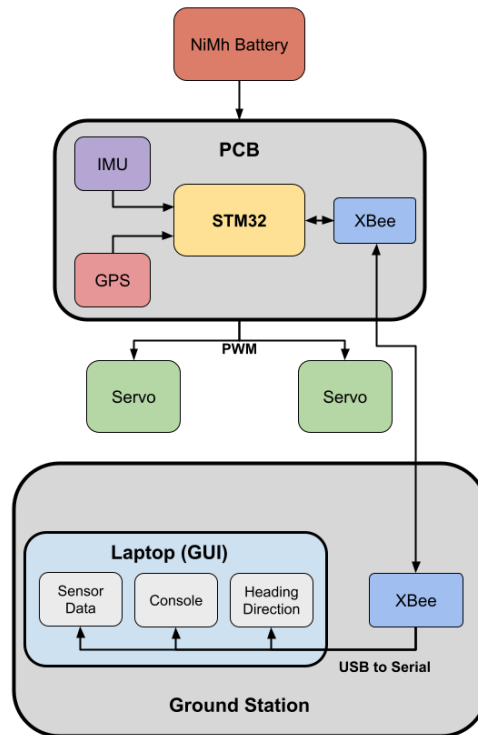 NiMh Battery
PCB
IMU
STM32
XBee
GPS
PWM
Servo
Servo
Laptop (GUI)
Sensor
Data
Console
Heading
Direction
XBee
USB to Serial
Ground Station